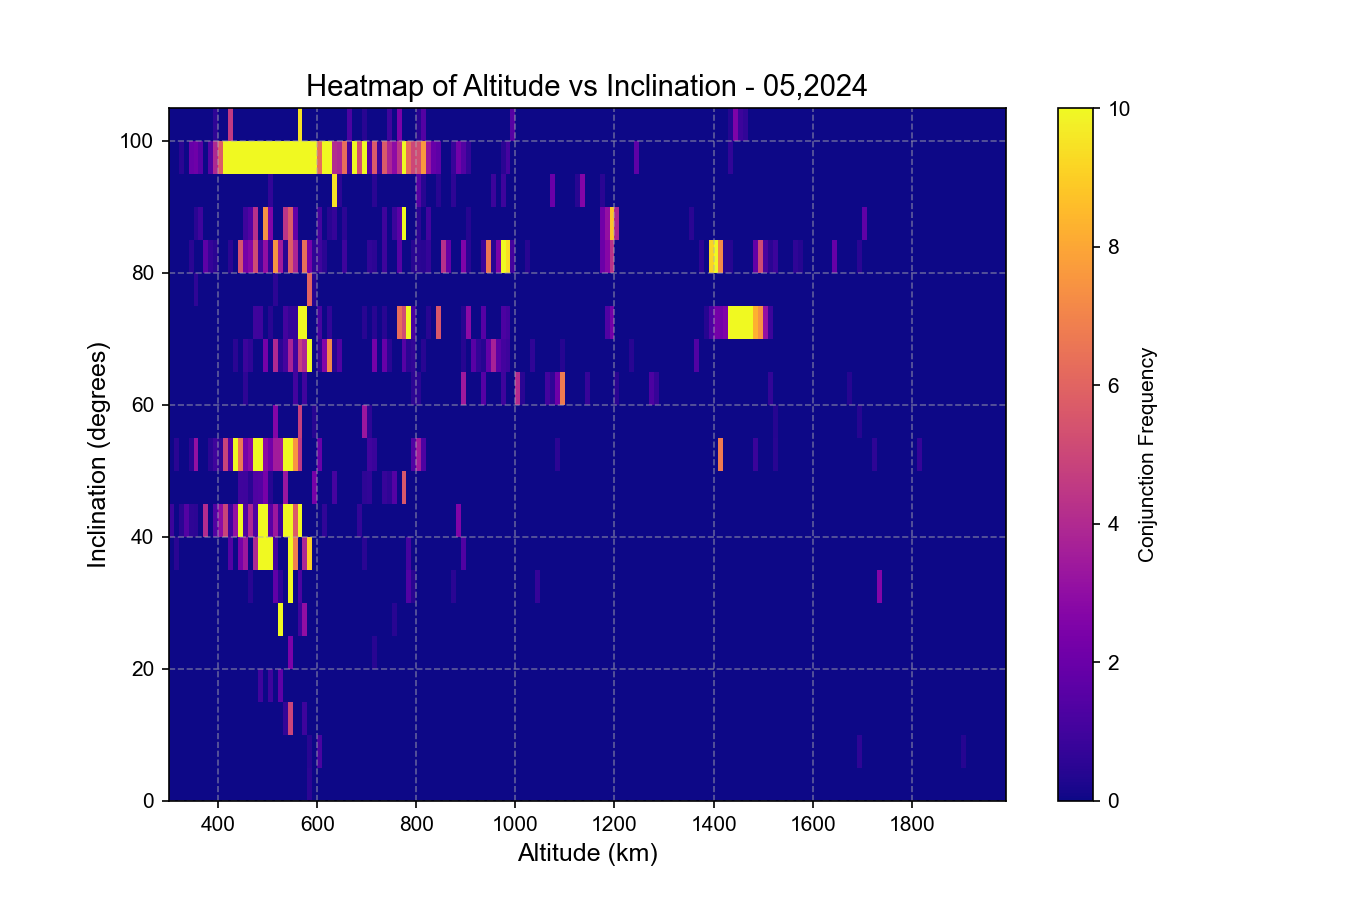 Heatmap of Altitude vs Inclination - 05,2024
100
80
60
40
20
0
Inclination (degrees)
400 600 800 1000 1200 1400 1600 1800
Altitude (km)
10
8
6
4
2
0
Conjunction Frequency